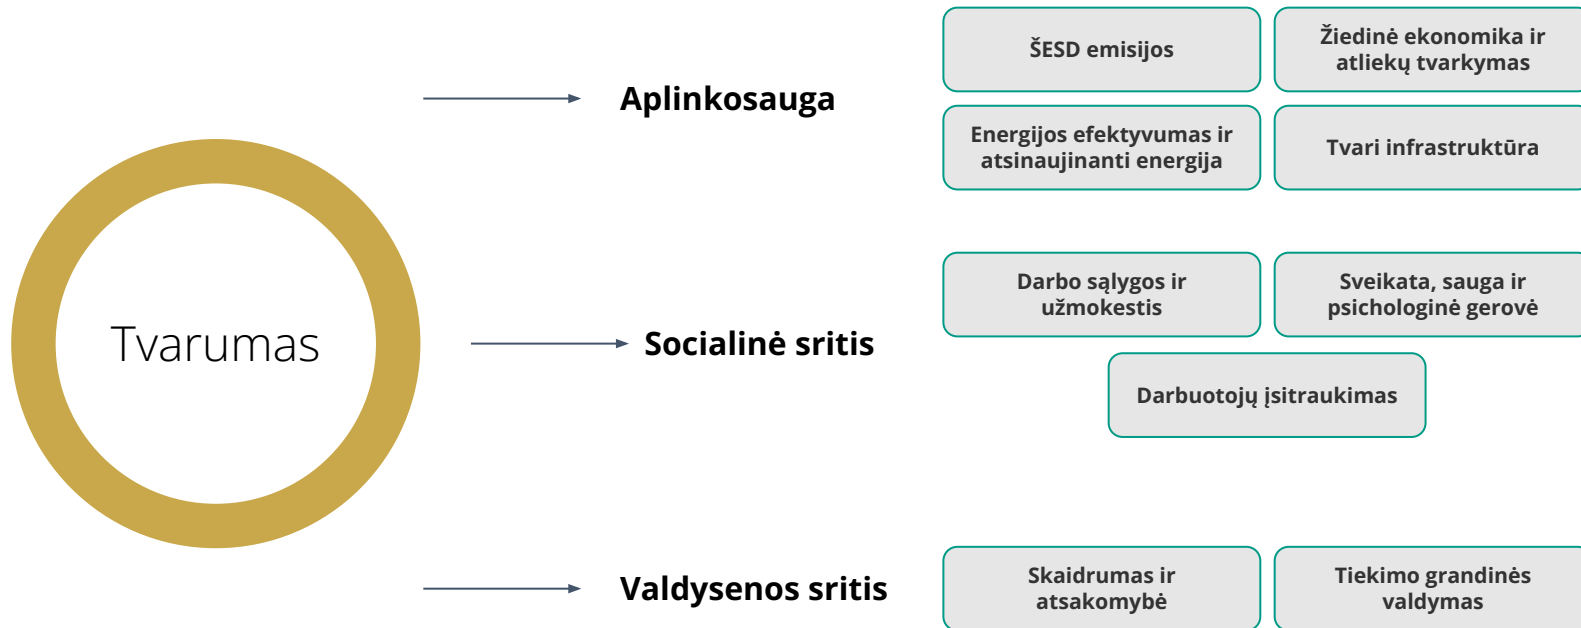 Tvarumas
Aplinkosauga
ŠESD emisijos
Žiedinė ekonomika ir
atliekų tvarkymas
Energijos efektyvumas ir
atsinaujinanti energija
Tvari infrastruktūra
Socialinė sritis
Darbo sąlygos ir
užmokestis
Sveikata, sauga ir
psichologinė gerovė
Darbuotojų įsitraukimas
Valdysenos sritis
Skaidrumas ir
atsakomybė
Tiekimo grandinės
valdymas